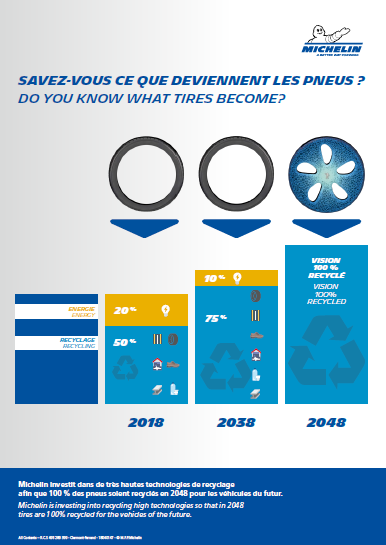 MICHELIN
A BETTER WAY FORWARD
SAVEZ-VOUS CE QUE DEVIENNENT LES PNEUS ?
DO YOU KNOW WHAT TIRES BECOME?
ENERGIE
ENERGY
RECYCLAGE
RECYCLING
20 %
50 %
10 %
75 %
VISION
100 %
RECYCLÉ
VISION
100%
RECYCLED
2018
2038
2048
Michelin investit dans de très hautes technologies de recyclage
afin que 100 % des pneus soient recyclés en 2048 pour les véhicules du futur.
Michelin is investing into recycling high technologies so that in 2048
tires are 100% recycled for the vehicles of the future.